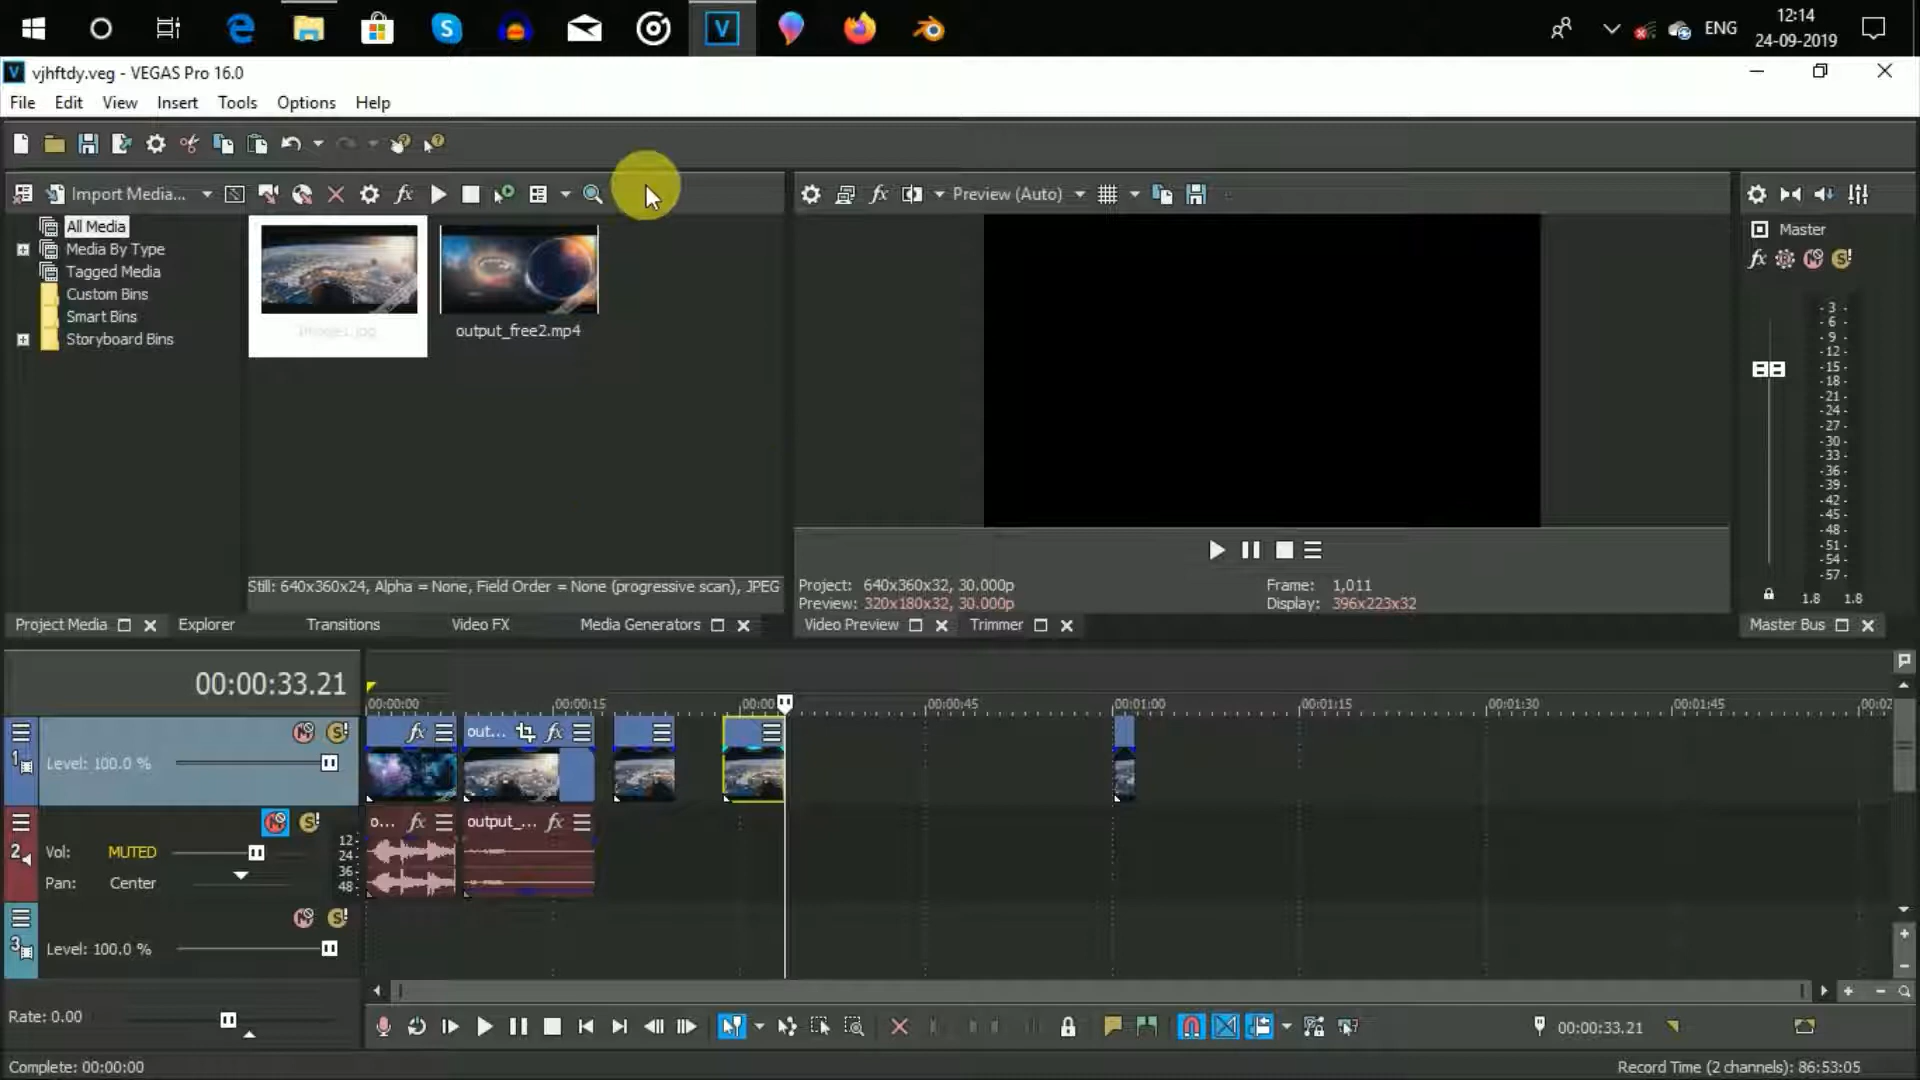 ENG
12:14
24-09-2019
vjhftdy.veg - VEGAS Pro 16.0
File Edit View Insert Tools Options Help
Import Media...
Preview (Auto)
All Media
Media By Type
Tagged Media
Custom Bins
Smart Bins
Storyboard Bins
output_free2.mp4
Still: 640x360x24, Alpha = None, Field Order = None (progressive scan), JPEG
Project: 640x360x32, 30.000p
Preview: 320x180x32, 30.000p
Frame: 1,011
Display: 396x223x32
Master
- 3 -
- 6 -
- 9 -
-12-
-15-
-18-
-21-
-24-
-27-
-30-
-33-
-36-
-39-
-42-
-45-
-48-
-51-
-54-
-57-
1.8 1.8
Project Media Explorer Transitions Video FX Media Generators
Video Preview Trimmer
Master Bus
00:00:33.21
00:00:00 00:00:15 00:00 00:00:45 00:01:00 00:01:15 00:01:30 00:01:45 00:02
1
Level: 100.0 %
out...
2
Vol: MUTED
Pan: Center
12-
24-
36-
48-
o... output_...
3
Level: 100.0 %
Rate: 0.00
00:00:33.21
Complete: 00:00:00
Record Time (2 channels): 86:53:05